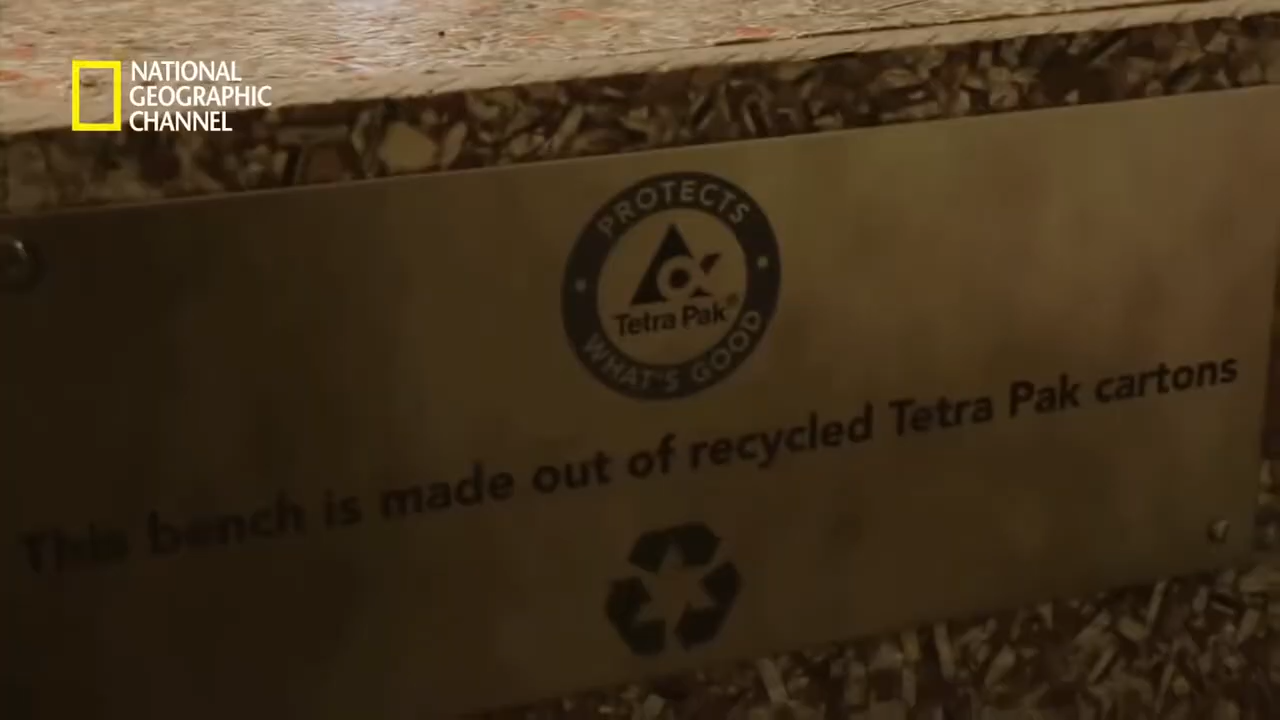 NATIONAL
GEOGRAPHIC
CHANNEL
PROTECTS
Tetra Pak®
WHAT'S GOOD
This bench is made out of recycled Tetra Pak cartons